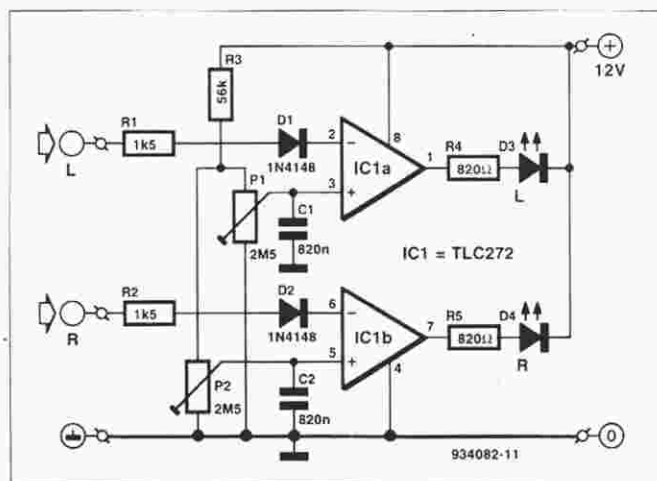 R3
56k
+
12V
R1
1k5
L
D1
1N4148
2
−
8
IC1a
3
+
1
R4
820Ω
D3
L
P1
2M5
C1
820n
IC1 = TLC272
R2
1k5
R
D2
1N4148
6
−
IC1b
5
+
7
4
R5
820Ω
D4
R
P2
2M5
C2
820n
934082-11
0